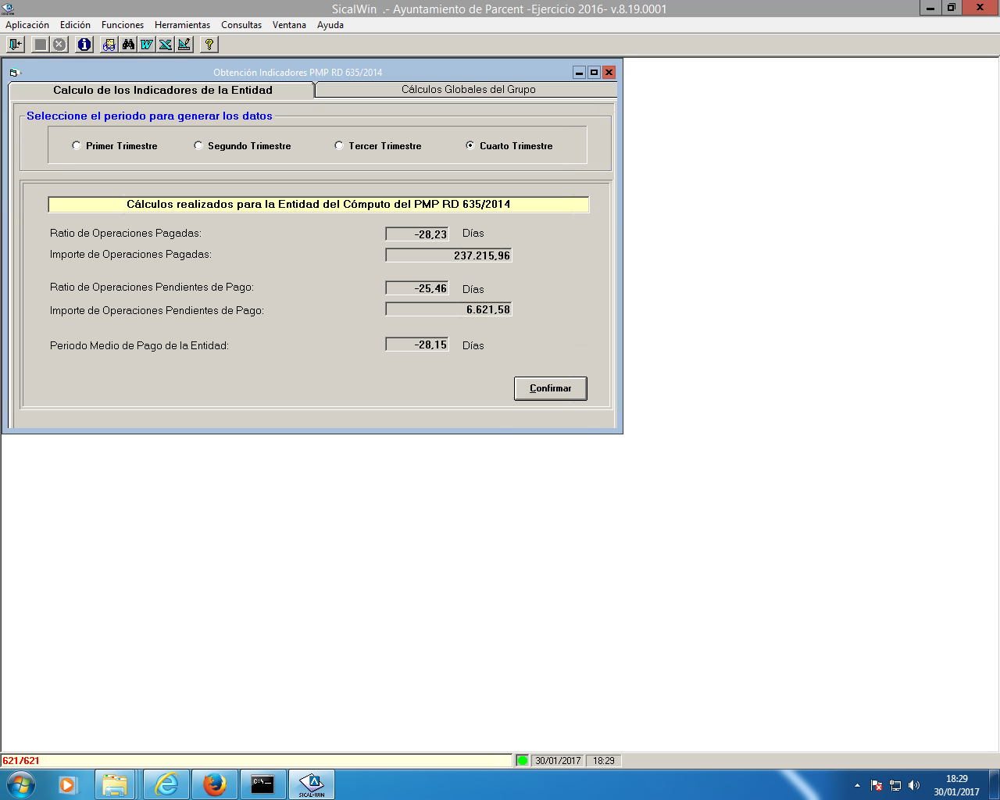 SicalWin .- Ayuntamiento de Parcent -Ejercicio 2016- v.8.19.0001
Aplicación Edición Funciones Herramientas Consultas Ventana Ayuda
Obtención Indicadores PMP RD 635/2014
Calculo de los Indicadores de la Entidad
Cálculos Globales del Grupo
Seleccione el periodo para generar los datos
Primer Trimestre Segundo Trimestre Tercer Trimestre Cuarto Trimestre
Cálculos realizados para la Entidad del Cómputo del PMP RD 635/2014
Ratio de Operaciones Pagadas: -28,23 Días
Importe de Operaciones Pagadas: 237.215,96
Ratio de Operaciones Pendientes de Pago: -25,46 Días
Importe de Operaciones Pendientes de Pago: 6.621,58
Periodo Medio de Pago de la Entidad: -28,15 Días
Confirmar
621/621 30/01/2017 18:29
C:\._
SICAL-WIN
18:29
30/01/2017